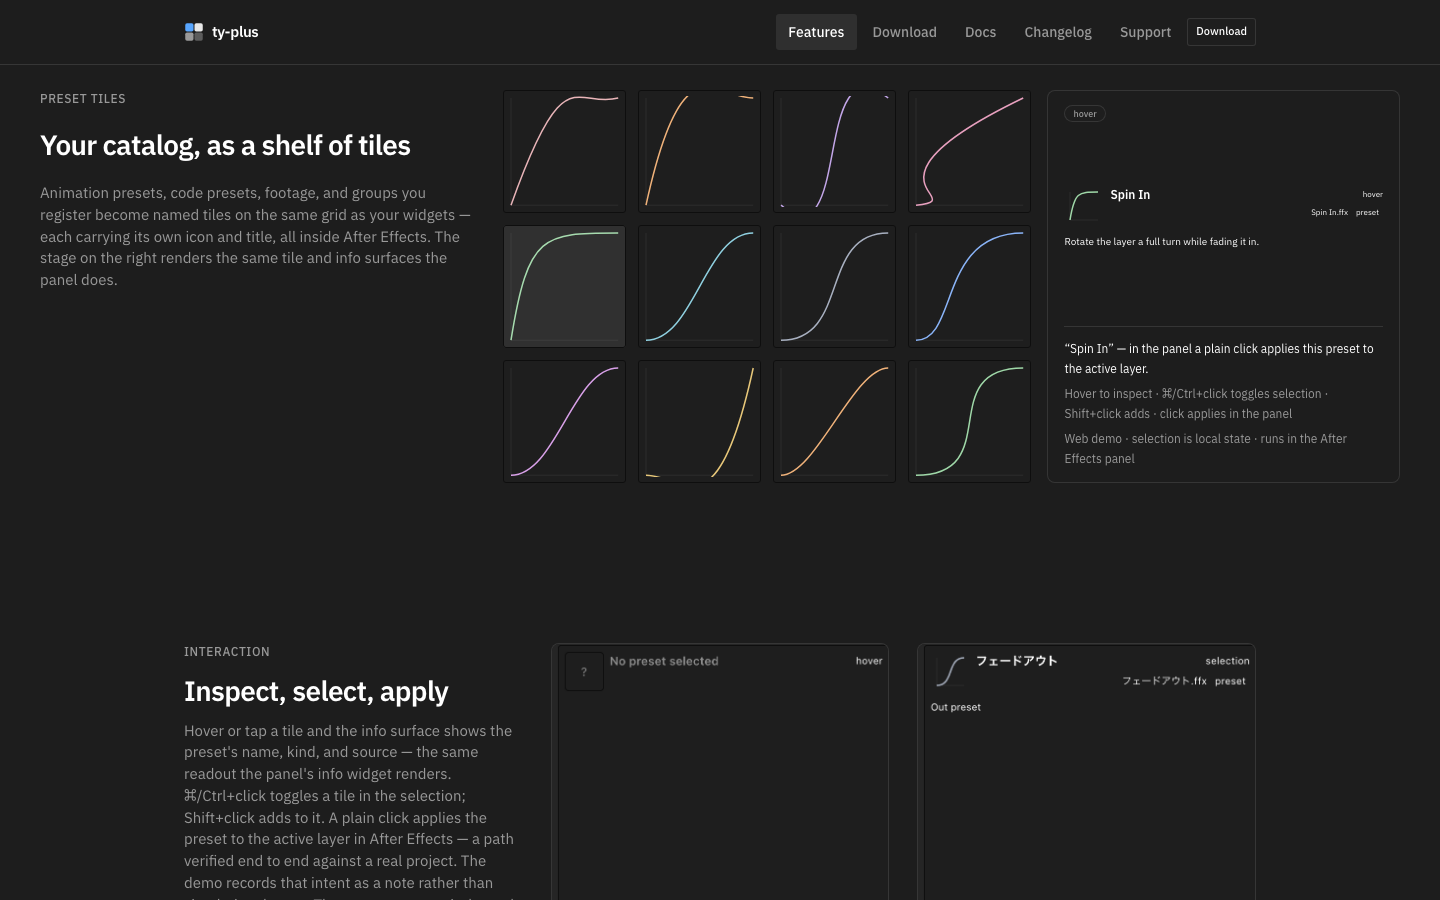 ty-plus
Features
Download
Docs
Changelog
Support
Download
PRESET TILES
Your catalog, as a shelf of tiles
Animation presets, code presets, footage, and groups you
register become named tiles on the same grid as your widgets —
each carrying its own icon and title, all inside After Effects. The
stage on the right renders the same tile and info surfaces the
panel does.
hover
Spin In
hover
Spin In.ffx preset
Rotate the layer a full turn while fading it in.
“Spin In” — in the panel a plain click applies this preset to
the active layer.
Hover to inspect · ⌘/Ctrl+click toggles selection ·
Shift+click adds · click applies in the panel
Web demo · selection is local state · runs in the After
Effects panel
INTERACTION
Inspect, select, apply
Hover or tap a tile and the info surface shows the
preset's name, kind, and source — the same
readout the panel's info widget renders.
⌘/Ctrl+click toggles a tile in the selection;
Shift+click adds to it. A plain click applies the
preset to the active layer in After Effects — a path
verified end to end against a real project. The
demo records that intent as a note rather than
?
No preset selected
hover
フェードアウト
selection
フェードアウト.ffx preset
Out preset